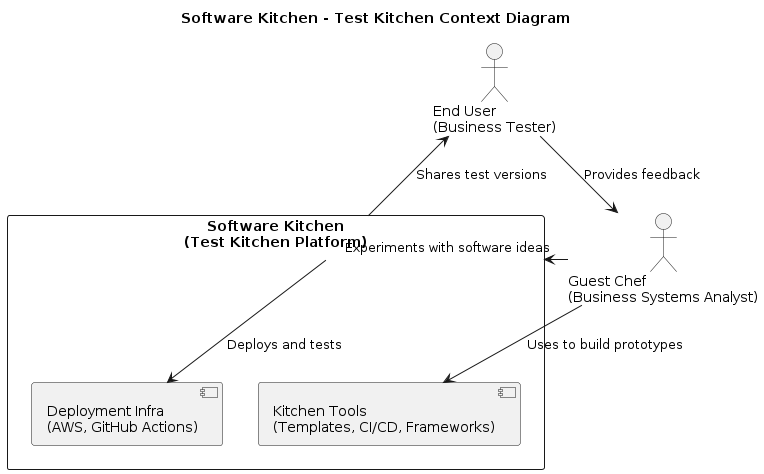 Software Kitchen - Test Kitchen Context Diagram
End User
(Business Tester)
Shares test versions
Provides feedback
Software Kitchen
(Test Kitchen Platform)
Experiments with software ideas
Guest Chef
(Business Systems Analyst)
Deploys and tests
Uses to build prototypes
Deployment Infra
(AWS, GitHub Actions)
Kitchen Tools
(Templates, CI/CD, Frameworks)